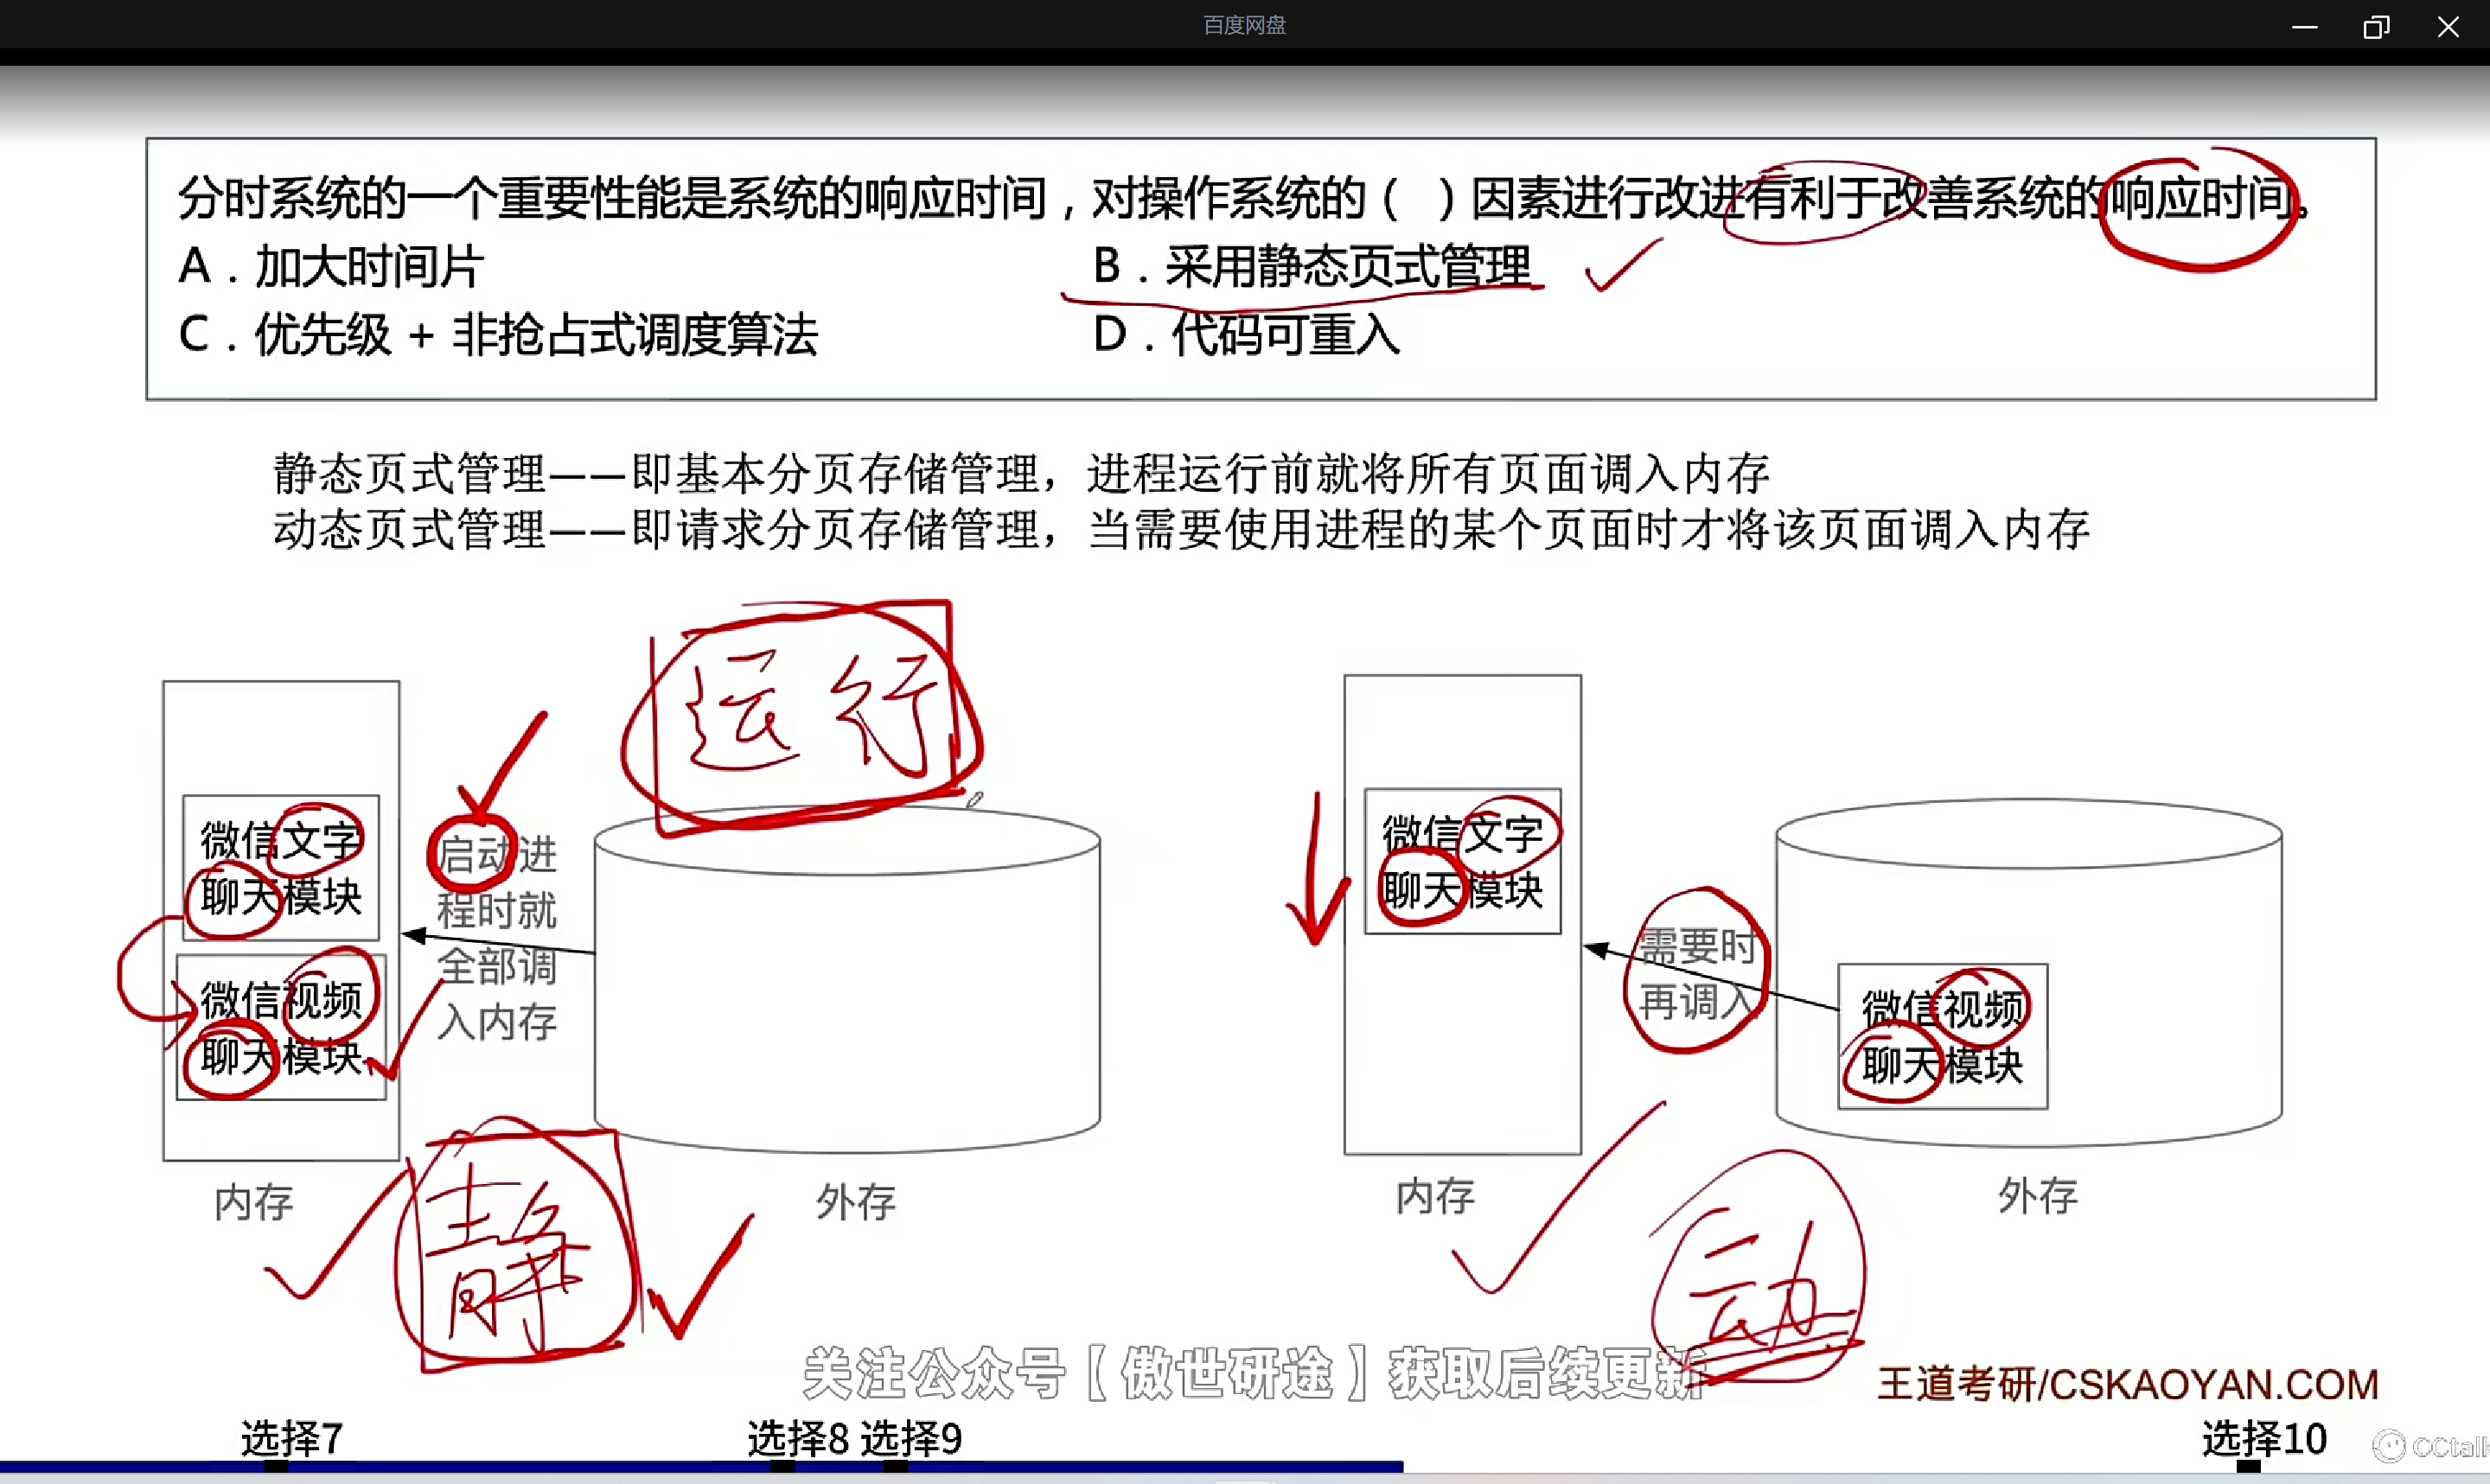 百度网盘
分时系统的一个重要性能是系统的响应时间，对操作系统的（ ）因素进行改进有利于改善系统的响应时间。
A．加大时间片 B．采用静态页式管理
C．优先级 + 非抢占式调度算法 D．代码可重入
静态页式管理——即基本分页存储管理，进程运行前就将所有页面调入内存
动态页式管理——即请求分页存储管理，当需要使用进程的某个页面时才将该页面调入内存
运行
微信文字
聊天模块
微信视频
聊天模块
启动进
程时就
全部调
入内存
内存
外存
静
微信文字
聊天模块
需要时
再调入
微信视频
聊天模块
内存
外存
动
关注公众号【傲世研途】获取后续更新
王道考研/CSKAOYAN.COM
选择7 选择8 选择9 选择10
CCtalk